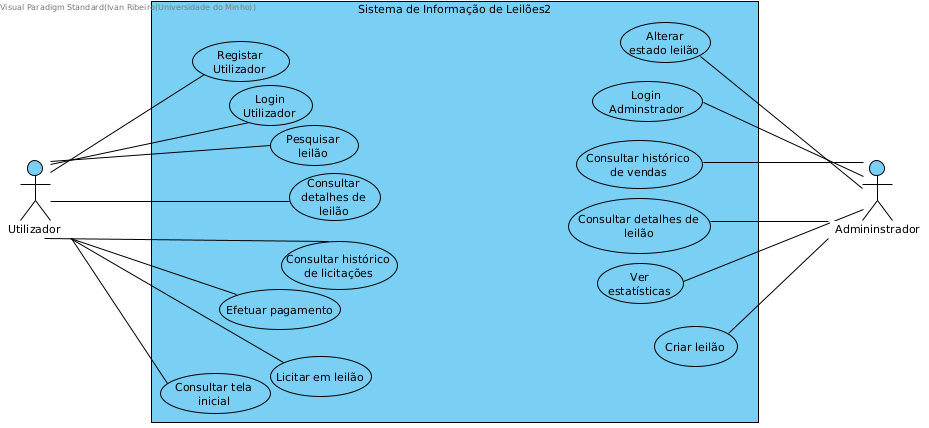 Visual Paradigm Standard(Ivan Ribeiro(Universidade do Minho))
Sistema de Informação de Leilões2
Registar
Utilizador
Login
Utilizador
Pesquisar
leilão
Consultar
detalhes de
leilão
Utilizador
Consultar histórico
de licitações
Efetuar pagamento
Licitar em leilão
Consultar tela
inicial
Alterar
estado leilão
Login
Adminstrador
Consultar histórico
de vendas
Consultar detalhes de
leilão
Admininstrador
Ver
estatísticas
Criar leilão